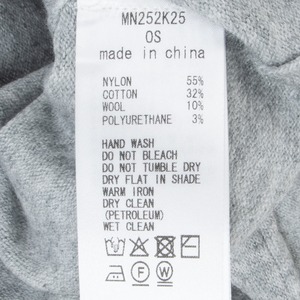 MN252K25
OS
made in china
NYLON 55%
COTTON 32%
WOOL 10%
POLYURETHANE 3%
HAND WASH
DO NOT BLEACH
DO NOT TUMBLE DRY
DRY FLAT IN SHADE
WARM IRON
DRY CLEAN
(PETROLEUM)
WET CLEAN
F W